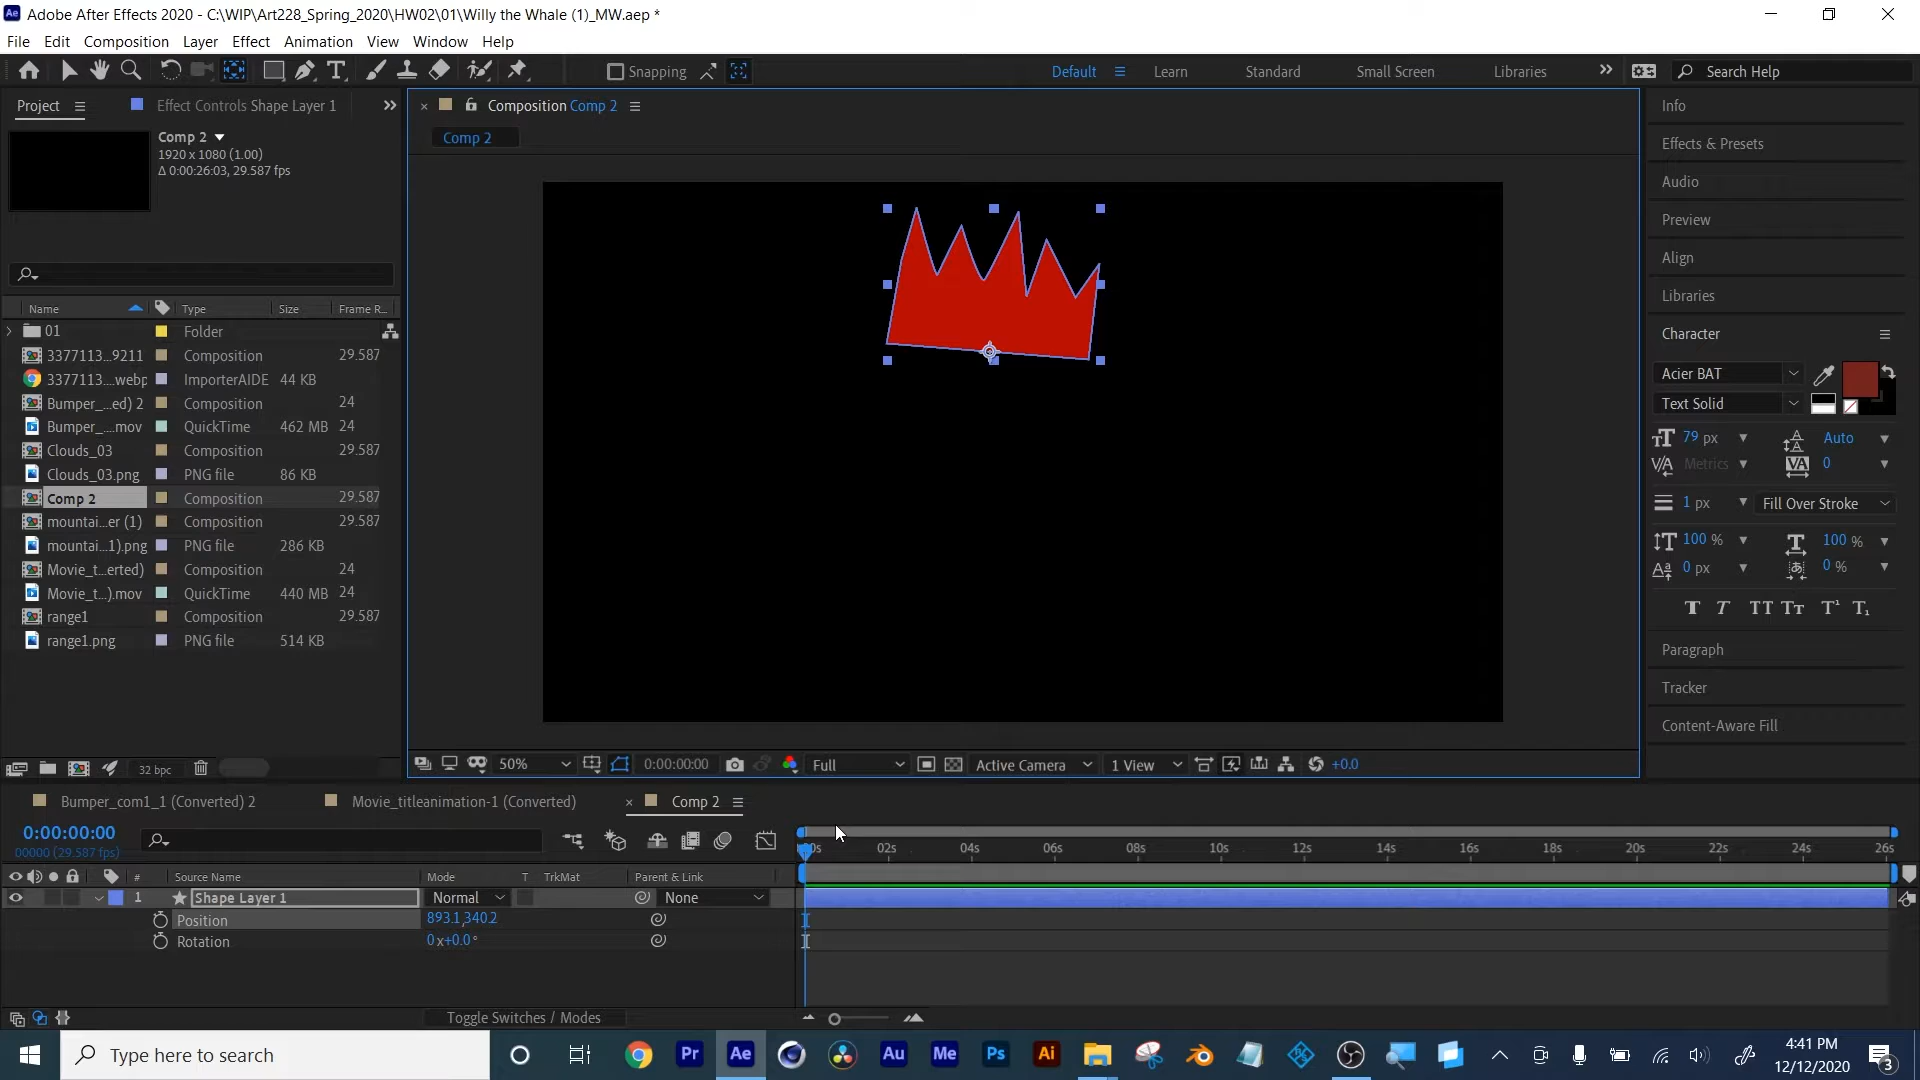 Adobe After Effects 2020 - C:\WIP\Art228_Spring_2020\HW02\01\Willy the Whale (1)_MW.aep *
File Edit Composition Layer Effect Animation View Window Help
Snapping Default Learn Standard Small Screen Libraries Search Help
Project Effect Controls Shape Layer 1
Composition Comp 2
Comp 2
Comp 2
1920 x 1080 (1.00)
Δ 0:00:26:03, 29.587 fps
Name Type Size Frame R...
01 Folder
3377113...9211 Composition 29.587
3377113....webp ImporterAIDE 44 KB
Bumper_...ed) 2 Composition 24
Bumper_....mov QuickTime 462 MB 24
Clouds_03 Composition 29.587
Clouds_03.png PNG file 86 KB
Comp 2 Composition 29.587
mountai...er (1) Composition 29.587
mountai...1).png PNG file 286 KB
Movie_t...erted) Composition 24
Movie_t...).mov QuickTime 440 MB 24
range1 Composition 29.587
range1.png PNG file 514 KB
32 bpc
50% 0:00:00:00 Full Active Camera 1 View +0.0
Info
Effects & Presets
Audio
Preview
Align
Libraries
Character
Acier BAT
Text Solid
79 px Auto
Metrics 0
1 px Fill Over Stroke
100 % 100 %
0 px 0 %
T T TT Tт T¹ T₁
Paragraph
Tracker
Content-Aware Fill
Bumper_com1_1 (Converted) 2 Movie_titleanimation-1 (Converted) Comp 2
0:00:00:00
00000 (29.587 fps)
02s 04s 06s 08s 10s 12s 14s 16s 18s 20s 22s 24s 26s
# Source Name Mode T TrkMat Parent & Link
1 Shape Layer 1 Normal None
Position 893.1,340.2
Rotation 0x+0.0°
Toggle Switches / Modes
Type here to search
Pr Ae Au Me Ps Ai
4:41 PM
12/12/2020
3